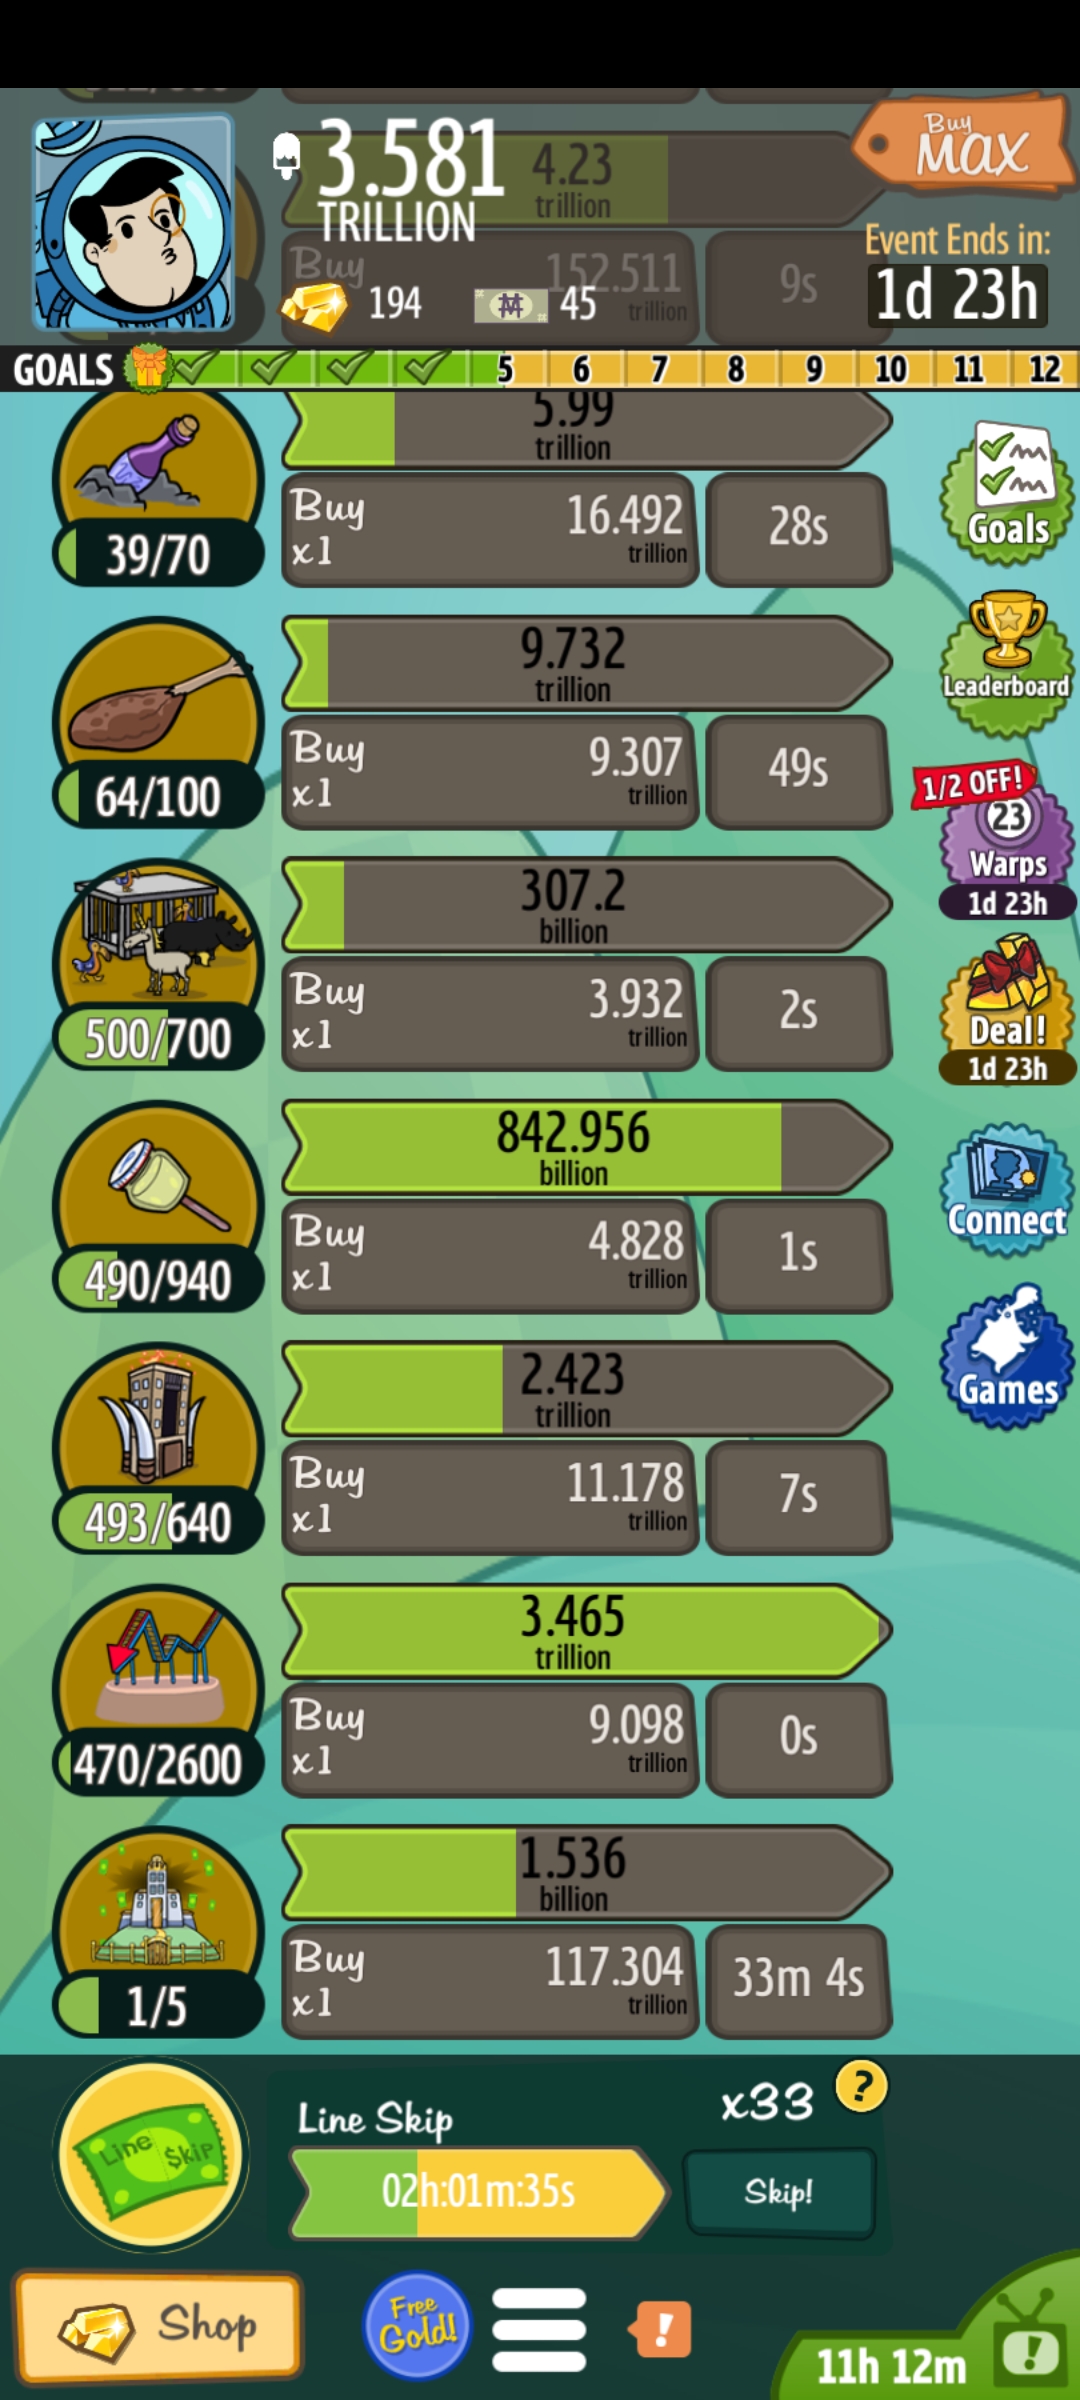 Buy
MAX
3.581
TRILLION
4.23
trillion
Buy
152.511
trillion
9s
194
45
Event Ends in:
1d 23h
GOALS
5 6 7 8 9 10 11 12
5.99
trillion
39/70
Buy
x1
16.492
trillion
28s
Goals
9.732
trillion
64/100
Buy
x1
9.307
trillion
49s
Leaderboard
1/2 OFF!
23
Warps
1d 23h
307.2
billion
500/700
Buy
x1
3.932
trillion
2s
Deal!
1d 23h
842.956
billion
490/940
Buy
x1
4.828
trillion
1s
Connect
2.423
trillion
493/640
Buy
x1
11.178
trillion
7s
Games
3.465
trillion
470/2600
Buy
x1
9.098
trillion
0s
1.536
billion
1/5
Buy
x1
117.304
trillion
33m 4s
Line $kip
Line Skip
x33
?
02h:01m:35s
Skip!
Shop
Free
Gold!
!
11h 12m
!